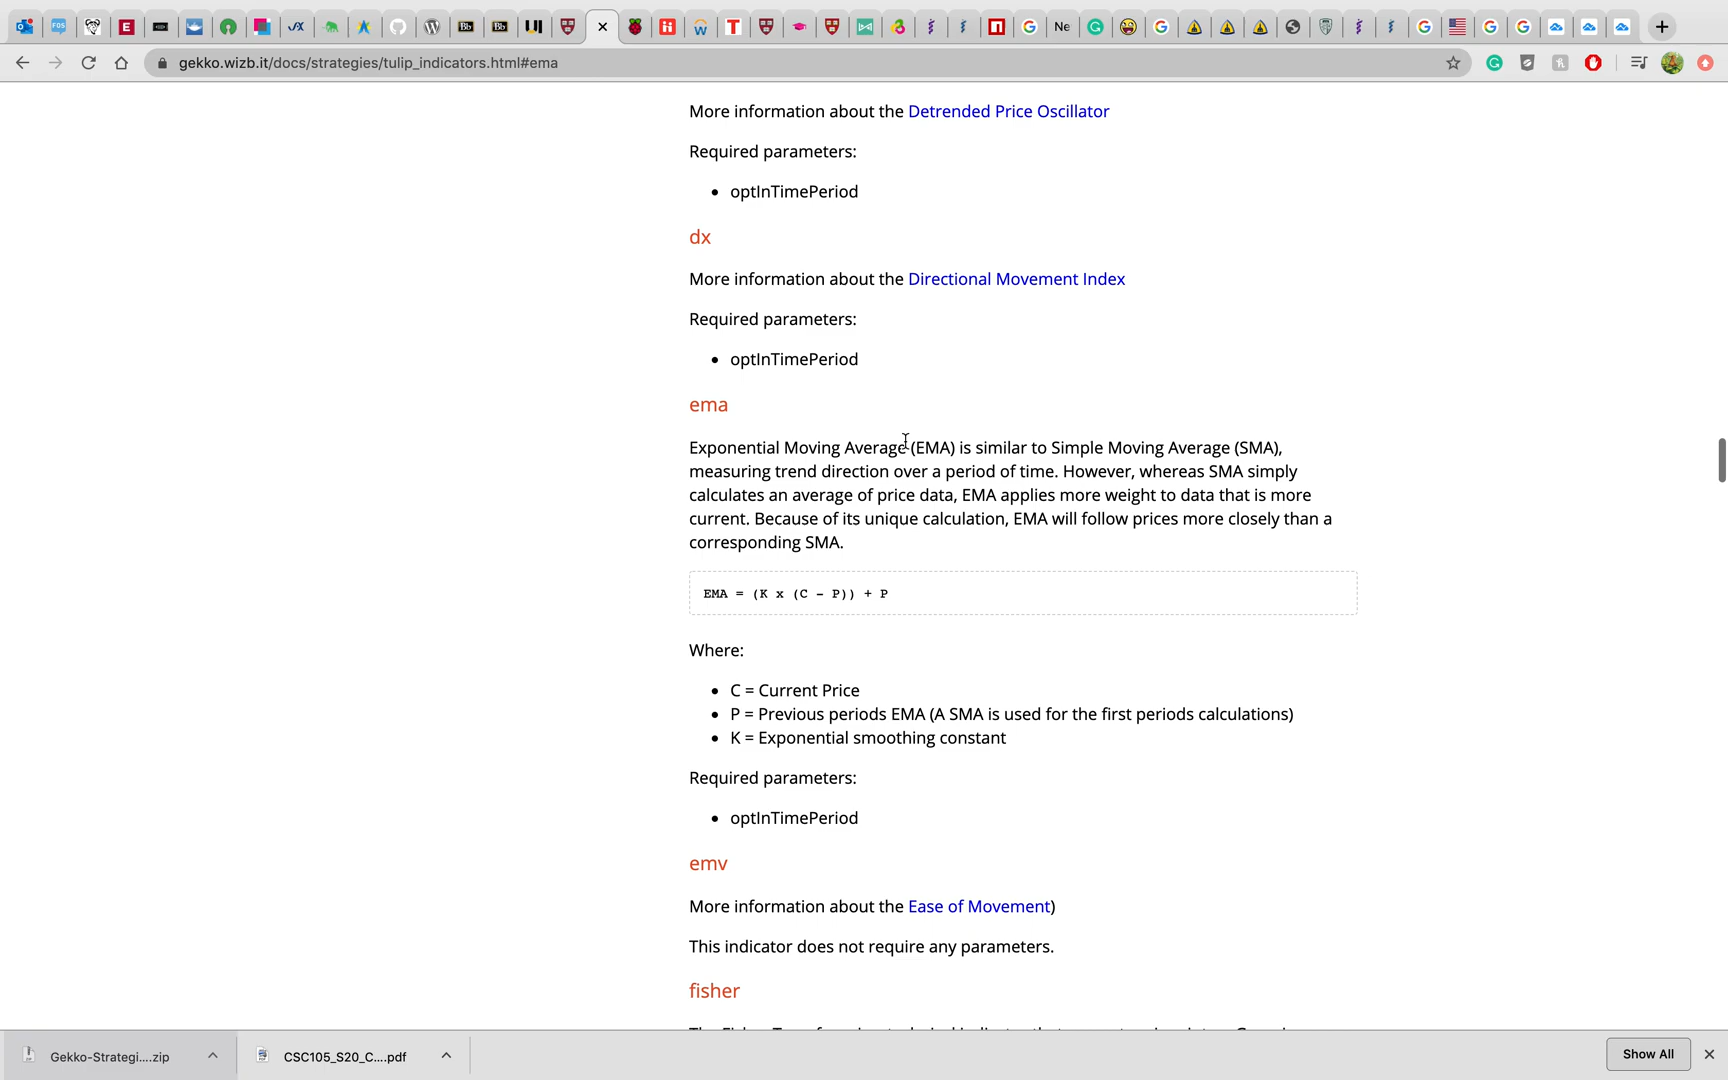 Ne
gekko.wizb.it/docs/strategies/tulip_indicators.html#ema
More information about the Detrended Price Oscillator
Required parameters:
• optInTimePeriod
dx
More information about the Directional Movement Index
Required parameters:
• optInTimePeriod
ema
Exponential Moving Average (EMA) is similar to Simple Moving Average (SMA),
measuring trend direction over a period of time. However, whereas SMA simply
calculates an average of price data, EMA applies more weight to data that is more
current. Because of its unique calculation, EMA will follow prices more closely than a
corresponding SMA.
EMA = (K x (C - P)) + P
Where:
• C = Current Price
• P = Previous periods EMA (A SMA is used for the first periods calculations)
• K = Exponential smoothing constant
Required parameters:
• optInTimePeriod
emv
More information about the Ease of Movement)
This indicator does not require any parameters.
fisher
Gekko-Strategi....zip
CSC105_S20_C....pdf
Show All